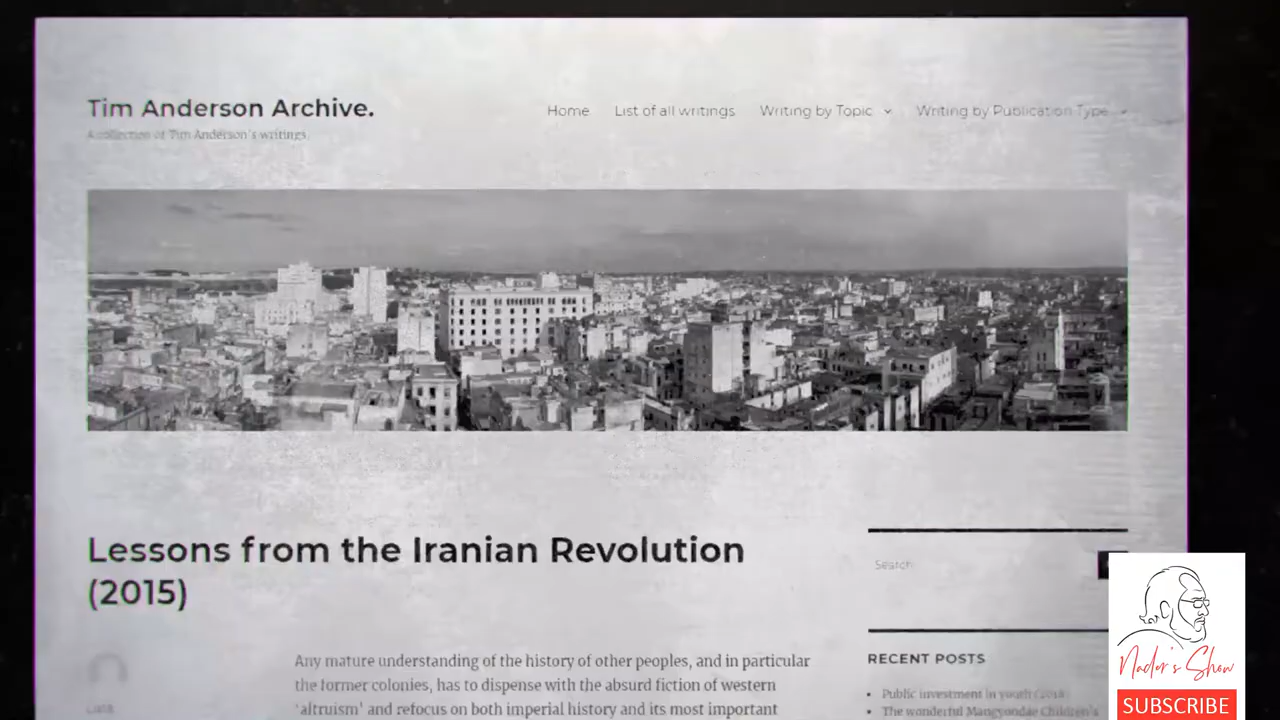 Tim Anderson Archive.
A collection of Tim Anderson's writings.
Home List of all writings Writing by Topic Writing by Publication Type
Lessons from the Iranian Revolution
(2015)
Search
Any mature understanding of the history of other peoples, and in particular
the former colonies, has to dispense with the absurd fiction of western
'altruism' and refocus on both imperial history and its most important
RECENT POSTS
Public investment in youth (2018)
The wonderful Mangyondae Children's
Nader's Show
SUBSCRIBE